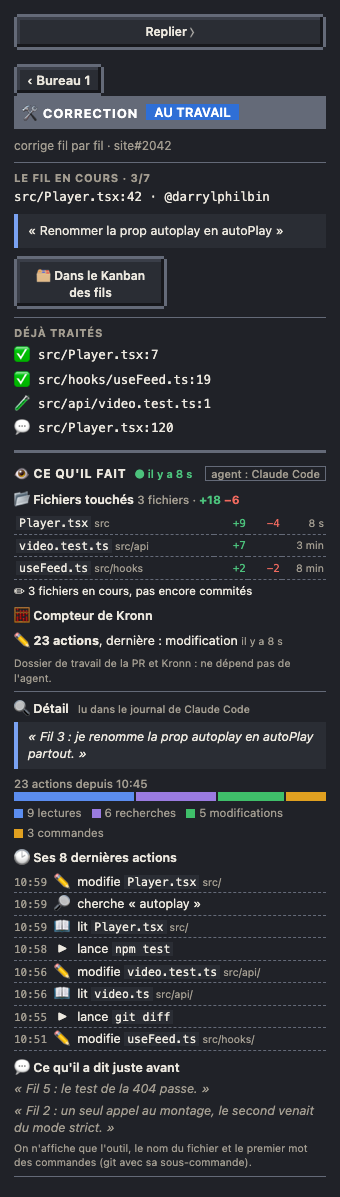 Replier 〉
‹ Bureau 1
🛠 CORRECTION AU TRAVAIL
corrige fil par fil · site#2042
LE FIL EN COURS · 3/7
src/Player.tsx:42 · @darrylphilbin
« Renommer la prop autoplay en autoPlay »
🗂 Dans le Kanban
des fils
DÉJÀ TRAITÉS
✅ src/Player.tsx:7
✅ src/hooks/useFeed.ts:19
🧪 src/api/video.test.ts:1
💬 src/Player.tsx:120
👁 CE QU'IL FAIT ● il y a 8 s agent : Claude Code
📂 Fichiers touchés 3 fichiers · +18 −6
Player.tsx src +9 −4 8 s
video.test.ts src/api +7 3 min
useFeed.ts src/hooks +2 −2 8 min
✏ 3 fichiers en cours, pas encore commités
🧮 Compteur de Kronn
✏️ 23 actions, dernière : modification il y a 8 s
Dossier de travail de la PR et Kronn : ne dépend pas de
l'agent.
🔍 Détail lu dans le journal de Claude Code
« Fil 3 : je renomme la prop autoplay en autoPlay
partout. »
23 actions depuis 10:45
9 lectures 6 recherches 5 modifications
3 commandes
🕑 Ses 8 dernières actions
10:59 ✏️ modifie Player.tsx src/
10:59 🔎 cherche « autoplay »
10:59 📖 lit Player.tsx src/
10:58 ▶ lance npm test
10:56 ✏️ modifie video.test.ts src/api/
10:56 📖 lit video.ts src/api/
10:55 ▶ lance git diff
10:51 ✏️ modifie useFeed.ts src/hooks/
💬 Ce qu'il a dit juste avant
« Fil 5 : le test de la 404 passe. »
« Fil 2 : un seul appel au montage, le second venait
du mode strict. »
On n'affiche que l'outil, le nom du fichier et le premier mot
des commandes (git avec sa sous-commande).